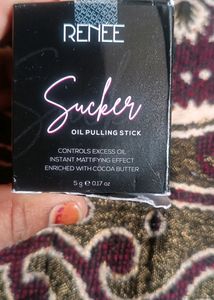 RENEE
Sucker
OIL PULLING STICK
CONTROLS EXCESS OIL
INSTANT MATTIFYING EFFECT
ENRICHED WITH COCOA BUTTER
5 g ℮ 0.17 oz